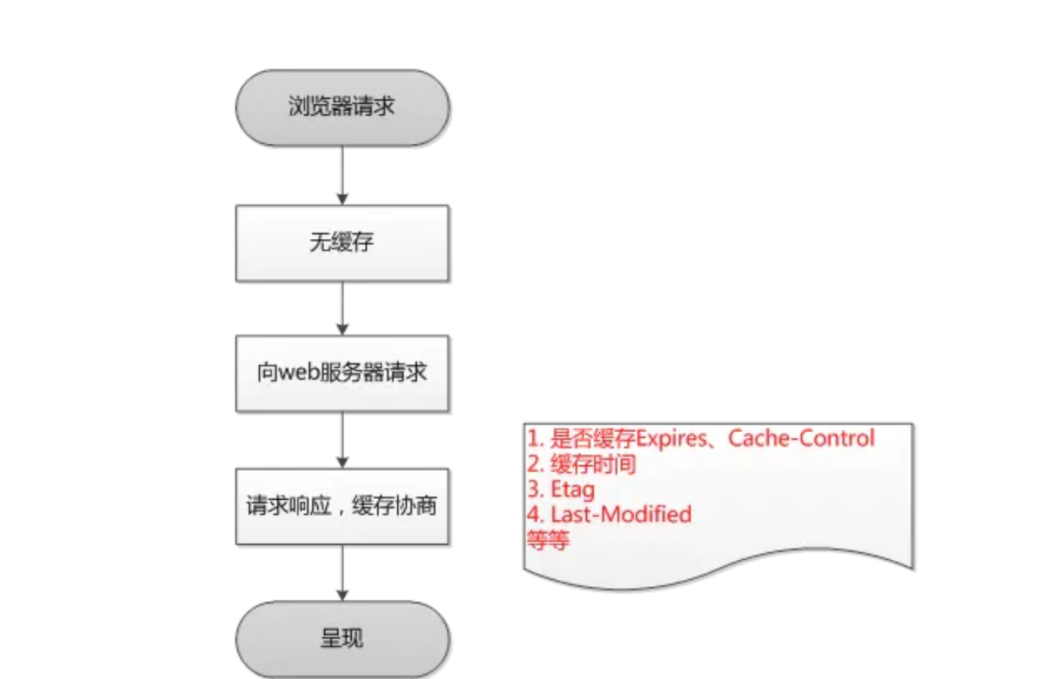 浏览器请求
无缓存
向web服务器请求
请求响应，缓存协商
呈现
1. 是否缓存Expires、Cache-Control
2. 缓存时间
3. Etag
4. Last-Modified
等等